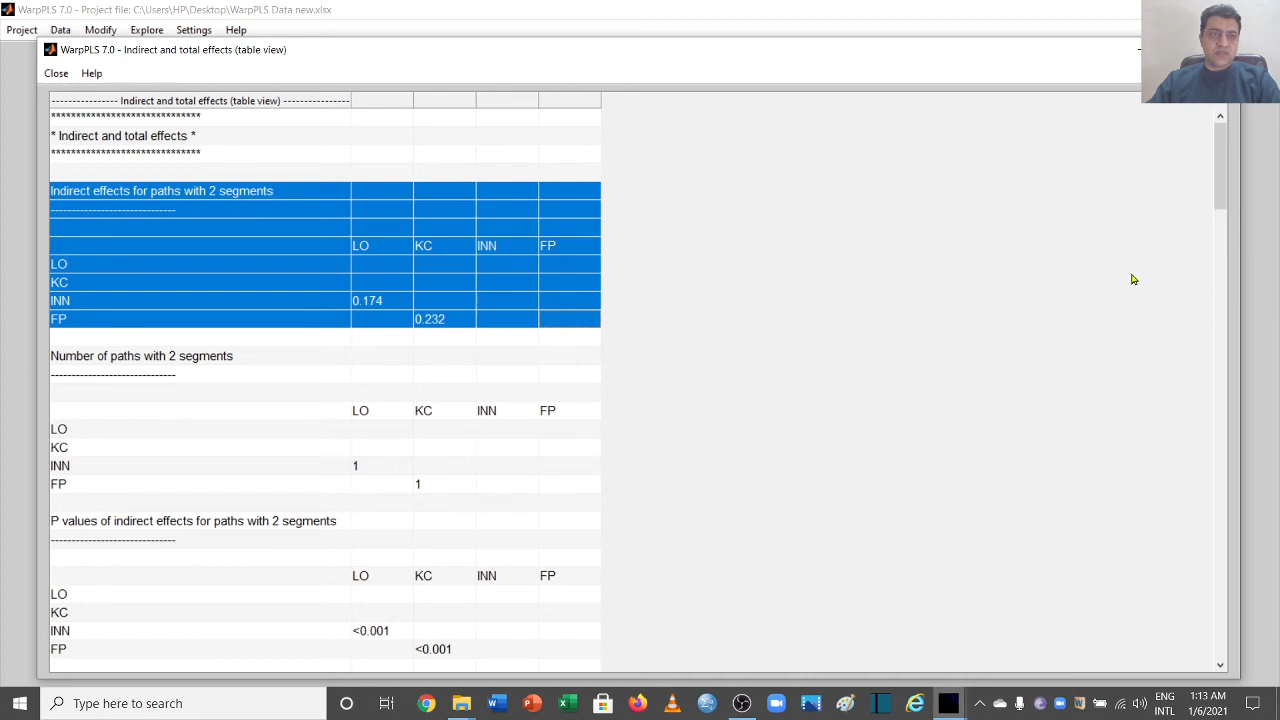 WarpPLS 7.0 - Project file: C:\Users\HP\Desktop\WarpPLS Data new.xlsx
Project Data Modify Explore Settings Help
WarpPLS 7.0 - Indirect and total effects (table view)
Close Help
---------------- Indirect and total effects (table view) ----------------
******************************
* Indirect and total effects *
******************************
Indirect effects for paths with 2 segments
------------------------------
LO KC INN FP
LO
KC
INN 0.174
FP 0.232
Number of paths with 2 segments
------------------------------
LO KC INN FP
LO
KC
INN 1
FP 1
P values of indirect effects for paths with 2 segments
------------------------------
LO KC INN FP
LO
KC
INN <0.001
FP <0.001
Type here to search
ENG 1:13 AM
INTL 1/6/2021